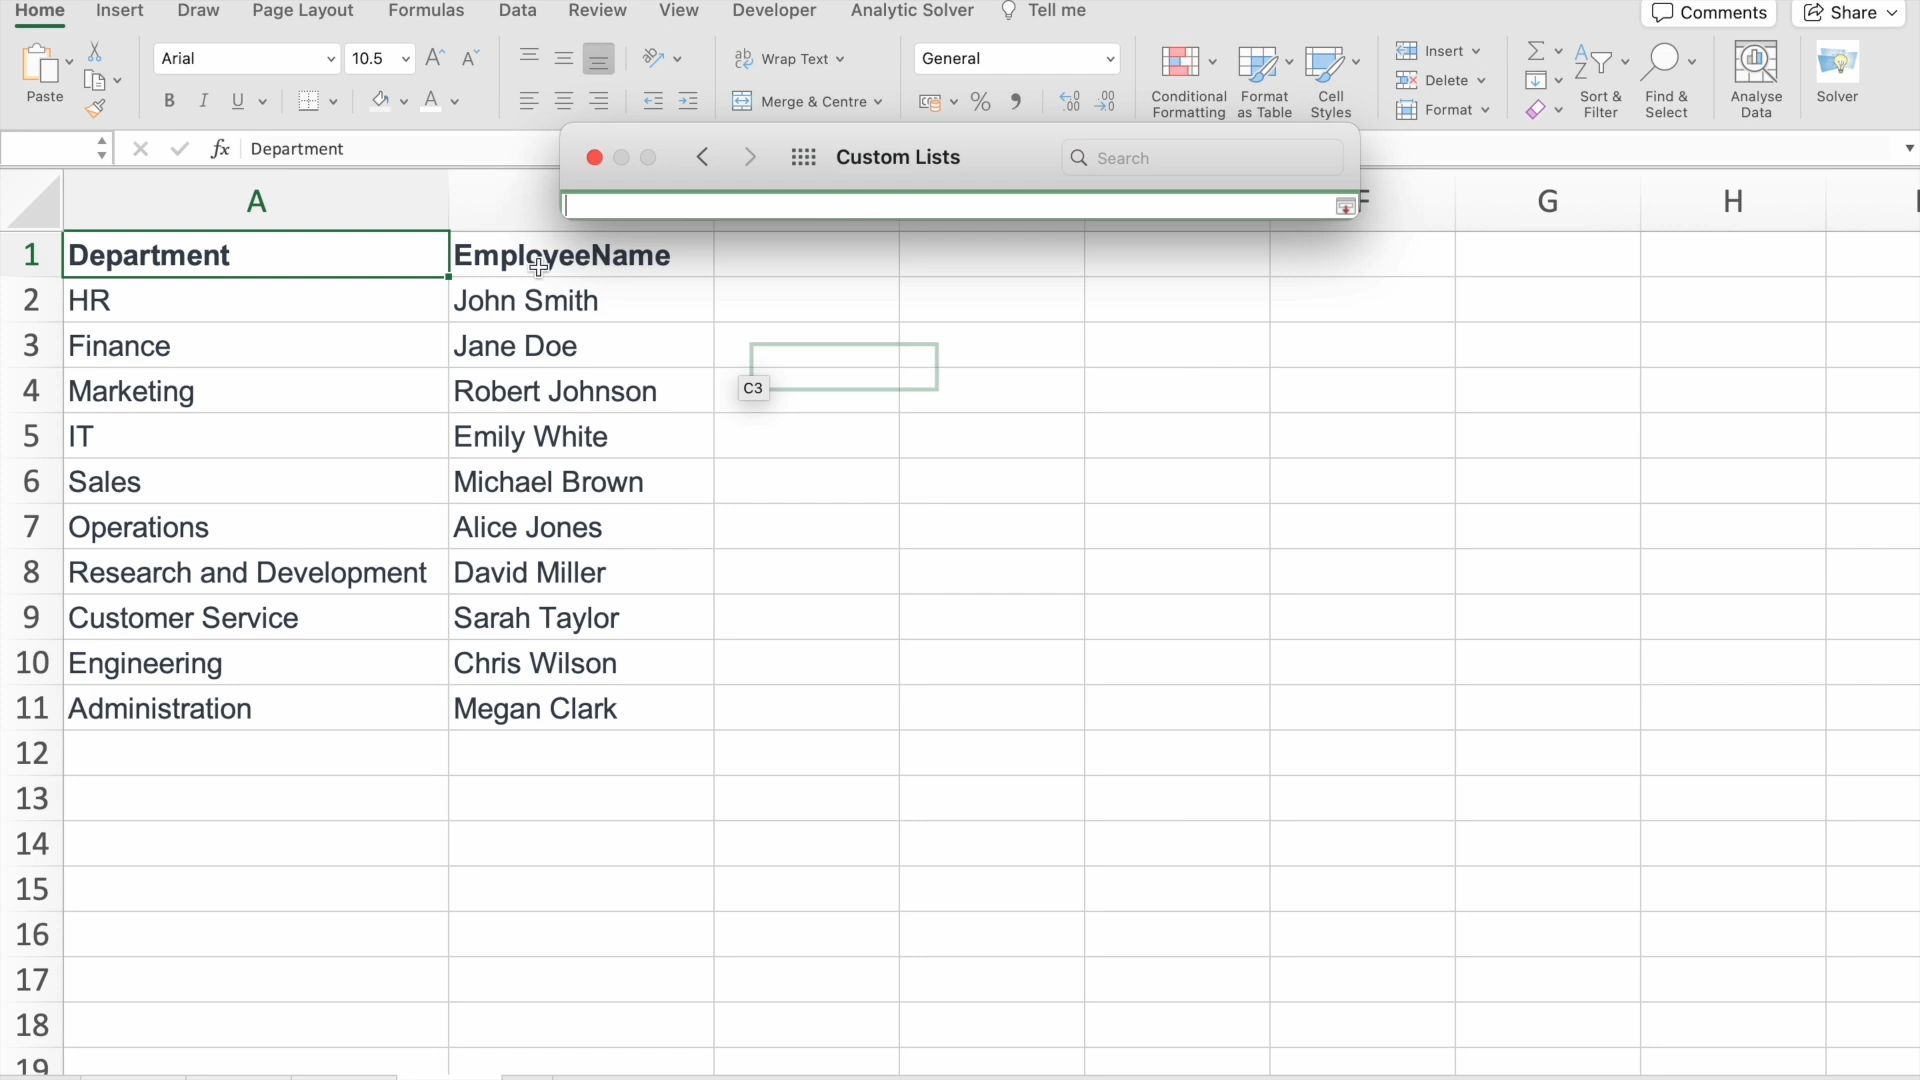 Home Insert Draw Page Layout Formulas Data Review View Developer Analytic Solver Tell me Comments Share
Arial 10.5 Wrap Text General Insert
Paste B I U Merge & Centre % Conditional Formatting Format as Table Cell Styles Delete Format Sort & Filter Find & Select Analyse Data Solver
fx Department
Custom Lists Search
A F G H
1 Department EmployeeName
2 HR John Smith
3 Finance Jane Doe
C3
4 Marketing Robert Johnson
5 IT Emily White
6 Sales Michael Brown
7 Operations Alice Jones
8 Research and Development David Miller
9 Customer Service Sarah Taylor
10 Engineering Chris Wilson
11 Administration Megan Clark
12
13
14
15
16
17
18
19